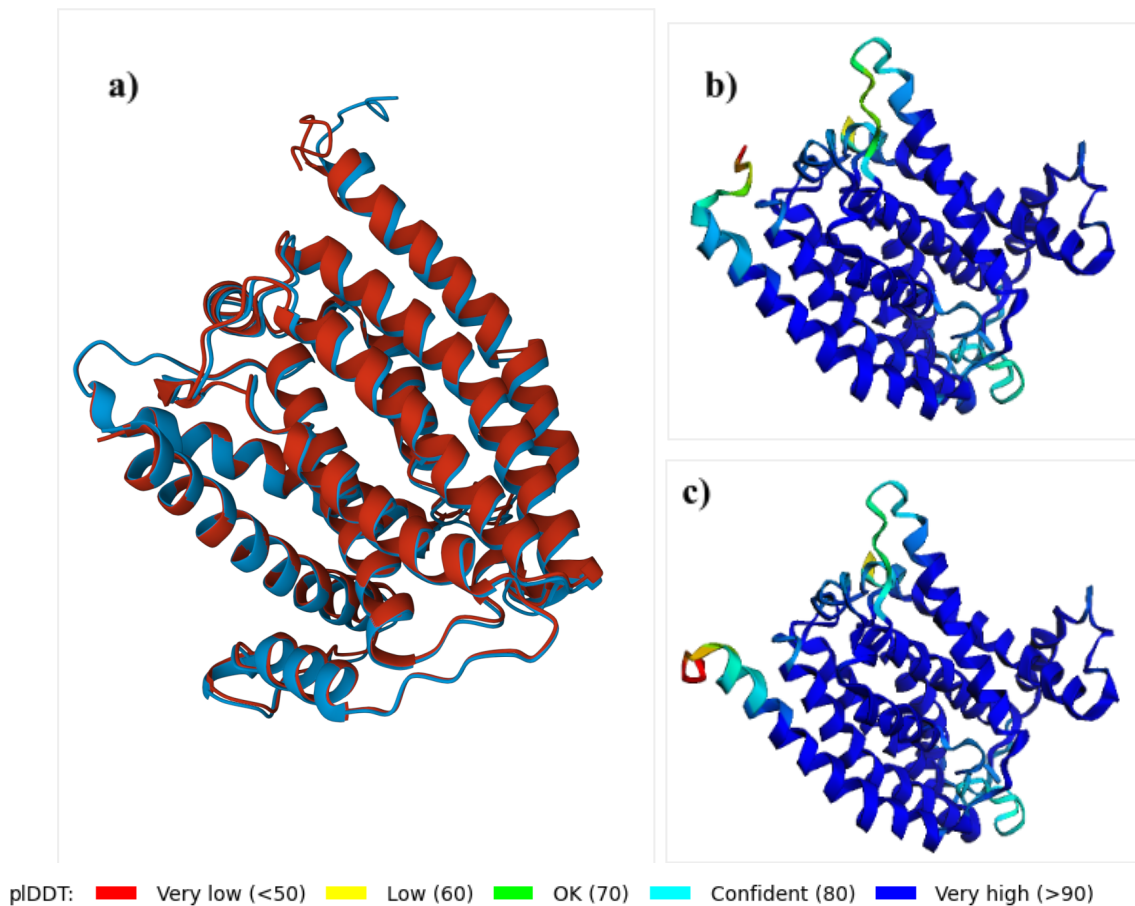 a)
b)
c)
plDDT: Very low (<50) Low (60) OK (70) Confident (80) Very high (>90)